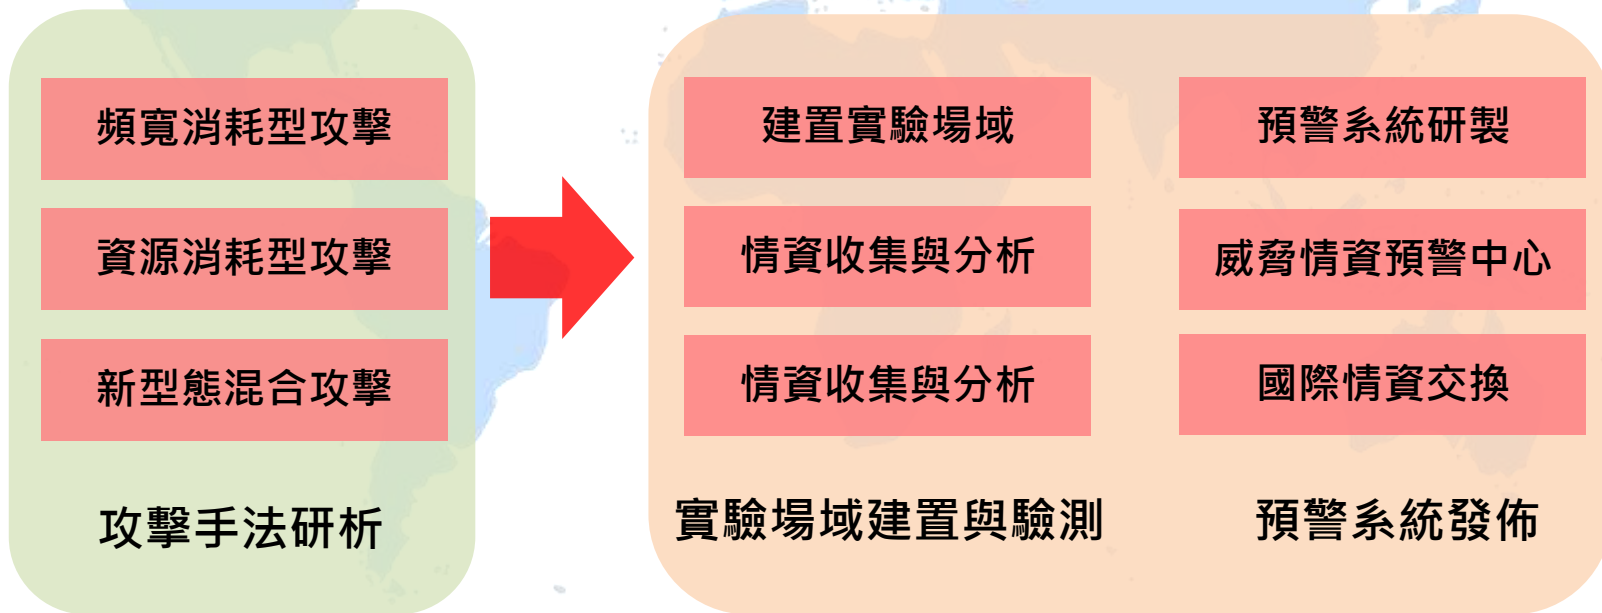 頻寬消耗型攻擊
資源消耗型攻擊
新型態混合攻擊
攻擊手法研析
建置實驗場域
情資收集與分析
情資收集與分析
實驗場域建置與驗測
預警系統研製
威脅情資預警中心
國際情資交換
預警系統發佈